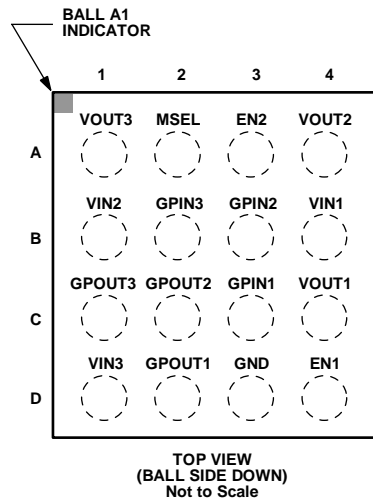 BALL A1
INDICATOR
1 2 3 4
VOUT3 MSEL EN2 VOUT2
A
VIN2 GPIN3 GPIN2 VIN1
B
GPOUT3 GPOUT2 GPIN1 VOUT1
C
VIN3 GPOUT1 GND EN1
D
TOP VIEW
(BALL SIDE DOWN)
Not to Scale